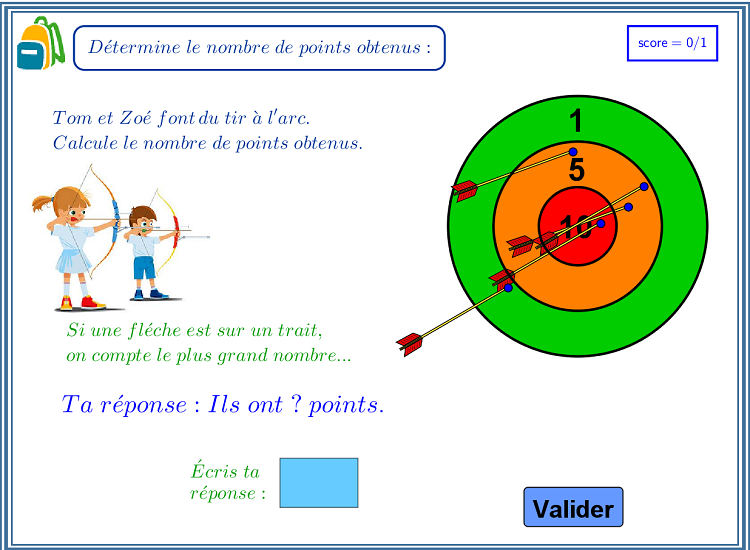 Détermine le nombre de points obtenus :
score = 0/1
Tom et Zoé font du tir à l'arc.
Calcule le nombre de points obtenus.
1
5
10
Si une fléche est sur un trait,
on compte le plus grand nombre...
Ta réponse : Ils ont ? points.
Écris ta
réponse :
Valider